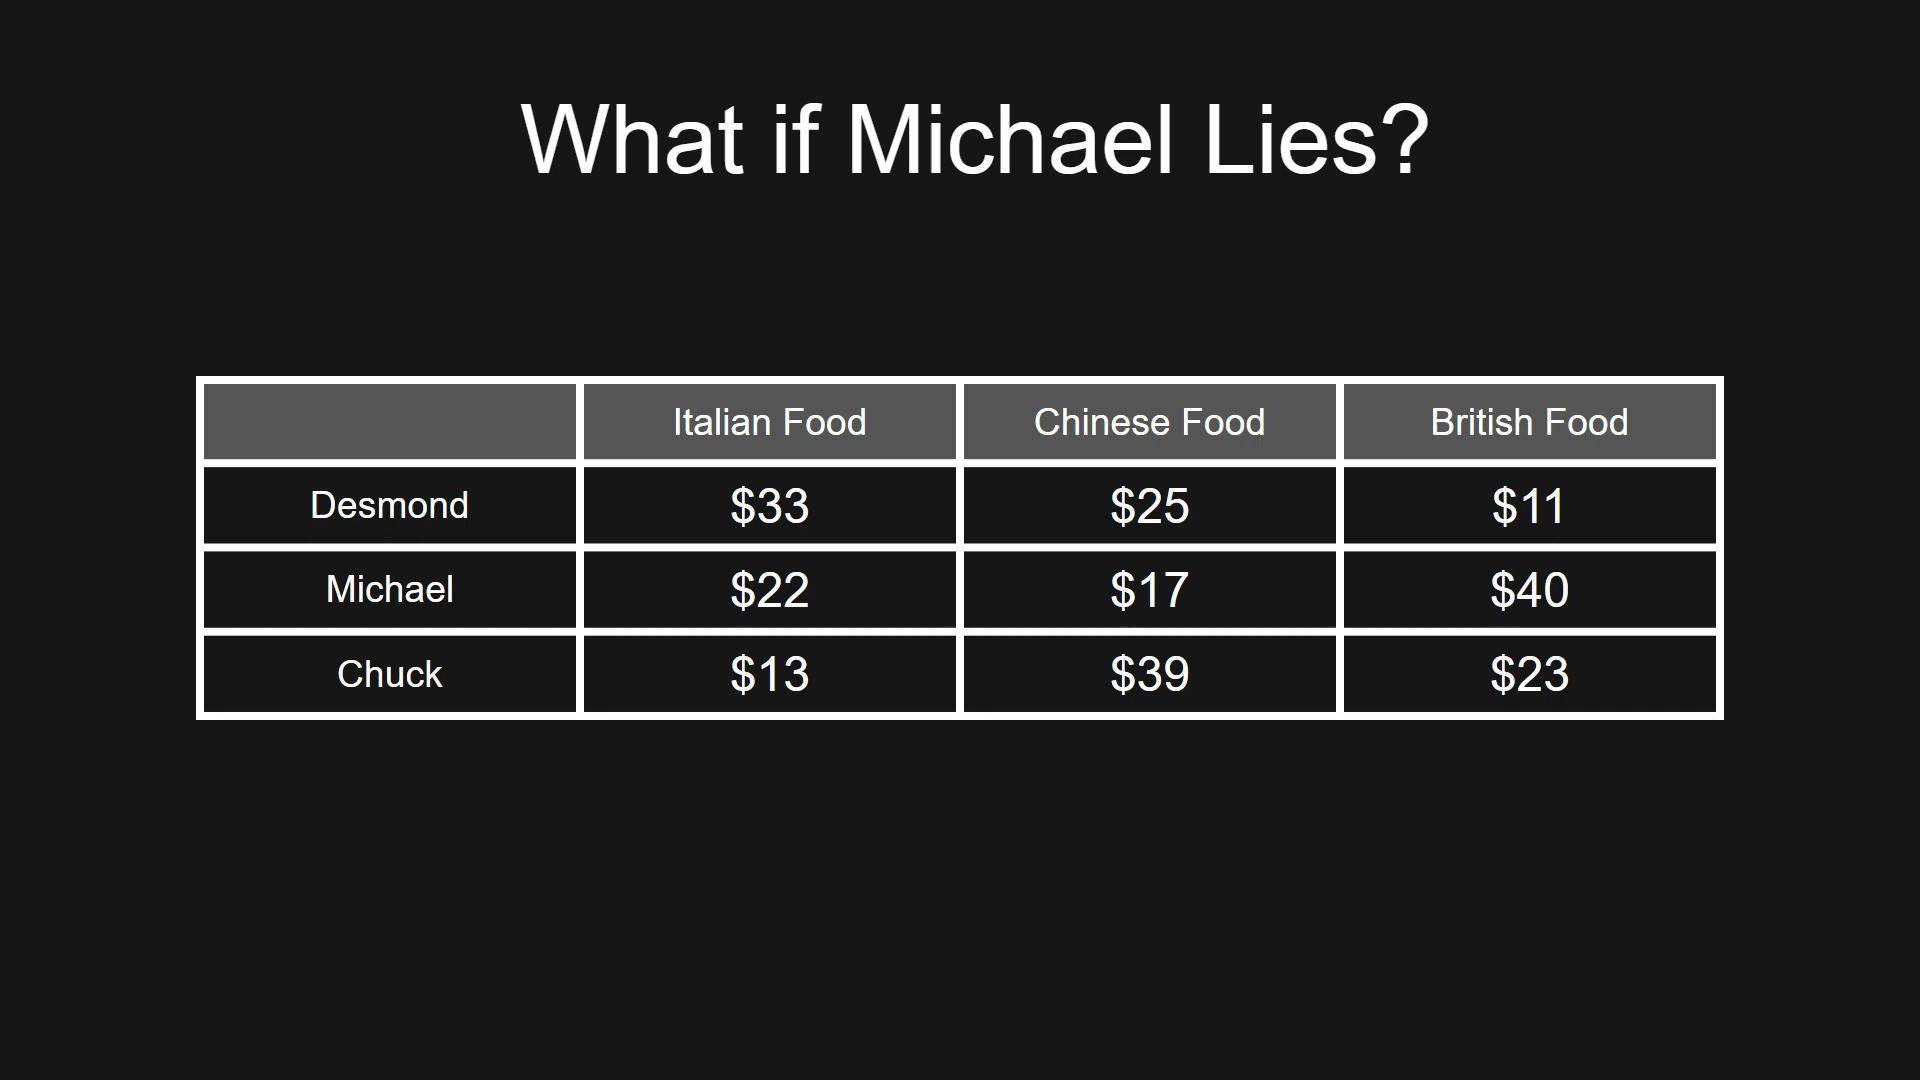 What if Michael Lies?
Italian Food Chinese Food British Food
Desmond $33 $25 $11
Michael $22 $17 $40
Chuck $13 $39 $23